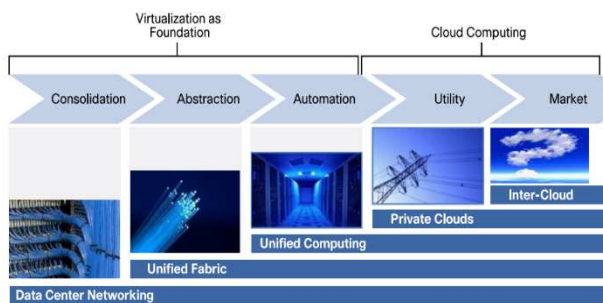 Virtualization as
Foundation
Cloud Computing
Consolidation
Abstraction
Automation
Utility
Market
Inter-Cloud
Private Clouds
Unified Computing
Unified Fabric
Data Center Networking